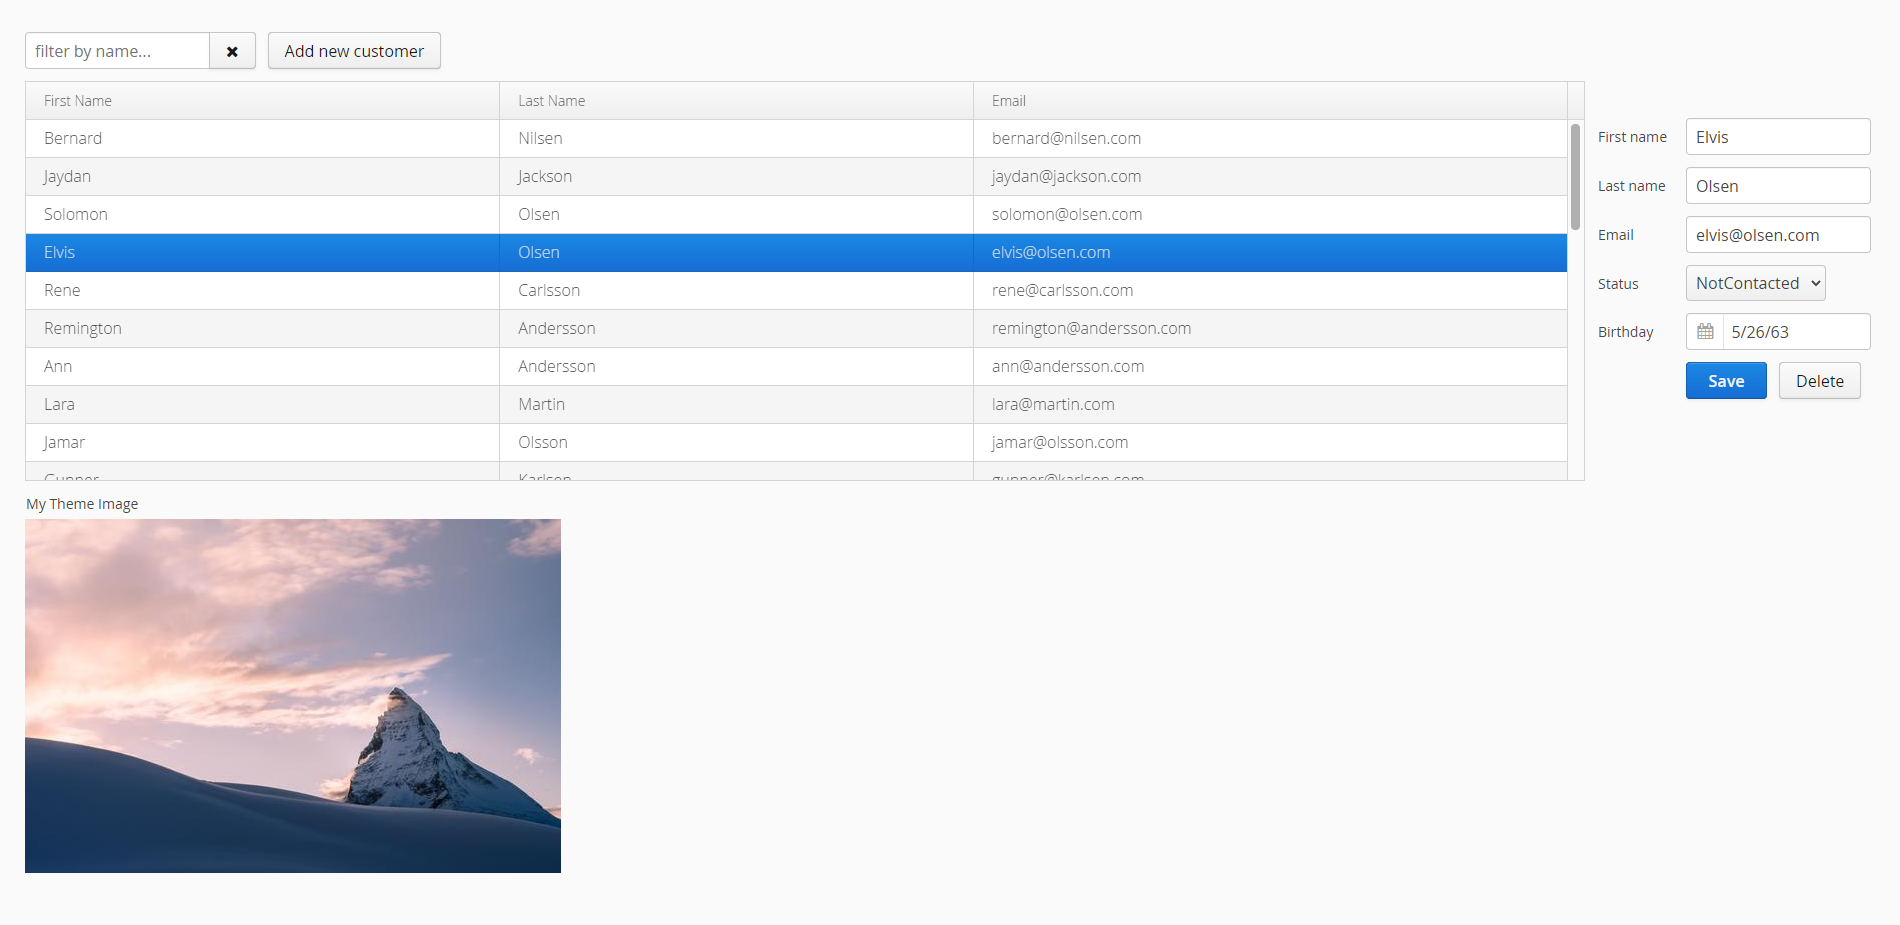 filter by name... Add new customer
First Name Last Name Email
Bernard Nilsen bernard@nilsen.com
Jaydan Jackson jaydan@jackson.com
Solomon Olsen solomon@olsen.com
Elvis Olsen elvis@olsen.com
Rene Carlsson rene@carlsson.com
Remington Andersson remington@andersson.com
Ann Andersson ann@andersson.com
Lara Martin lara@martin.com
Jamar Olsson jamar@olsson.com
First name Elvis
Last name Olsen
Email elvis@olsen.com
Status NotContacted
Birthday 5/26/63
Save Delete
My Theme Image